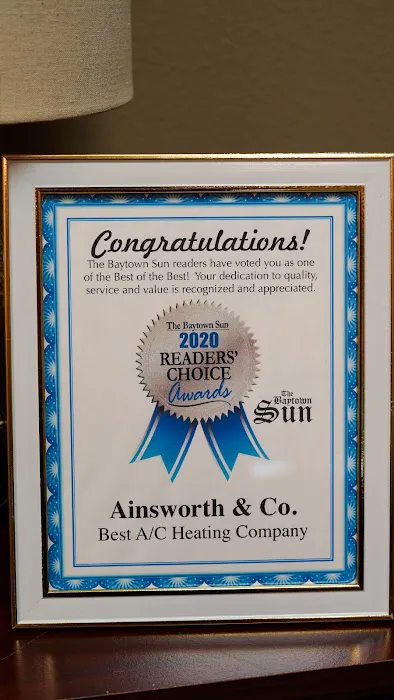 Congratulations!
The Baytown Sun readers have voted you as one
of the Best of the Best! Your dedication to quality,
service and value is recognized and appreciated.
The Baytown Sun
2020
READERS'
CHOICE
Awards
The
Baytown
Sun
Ainsworth & Co.
Best A/C Heating Company